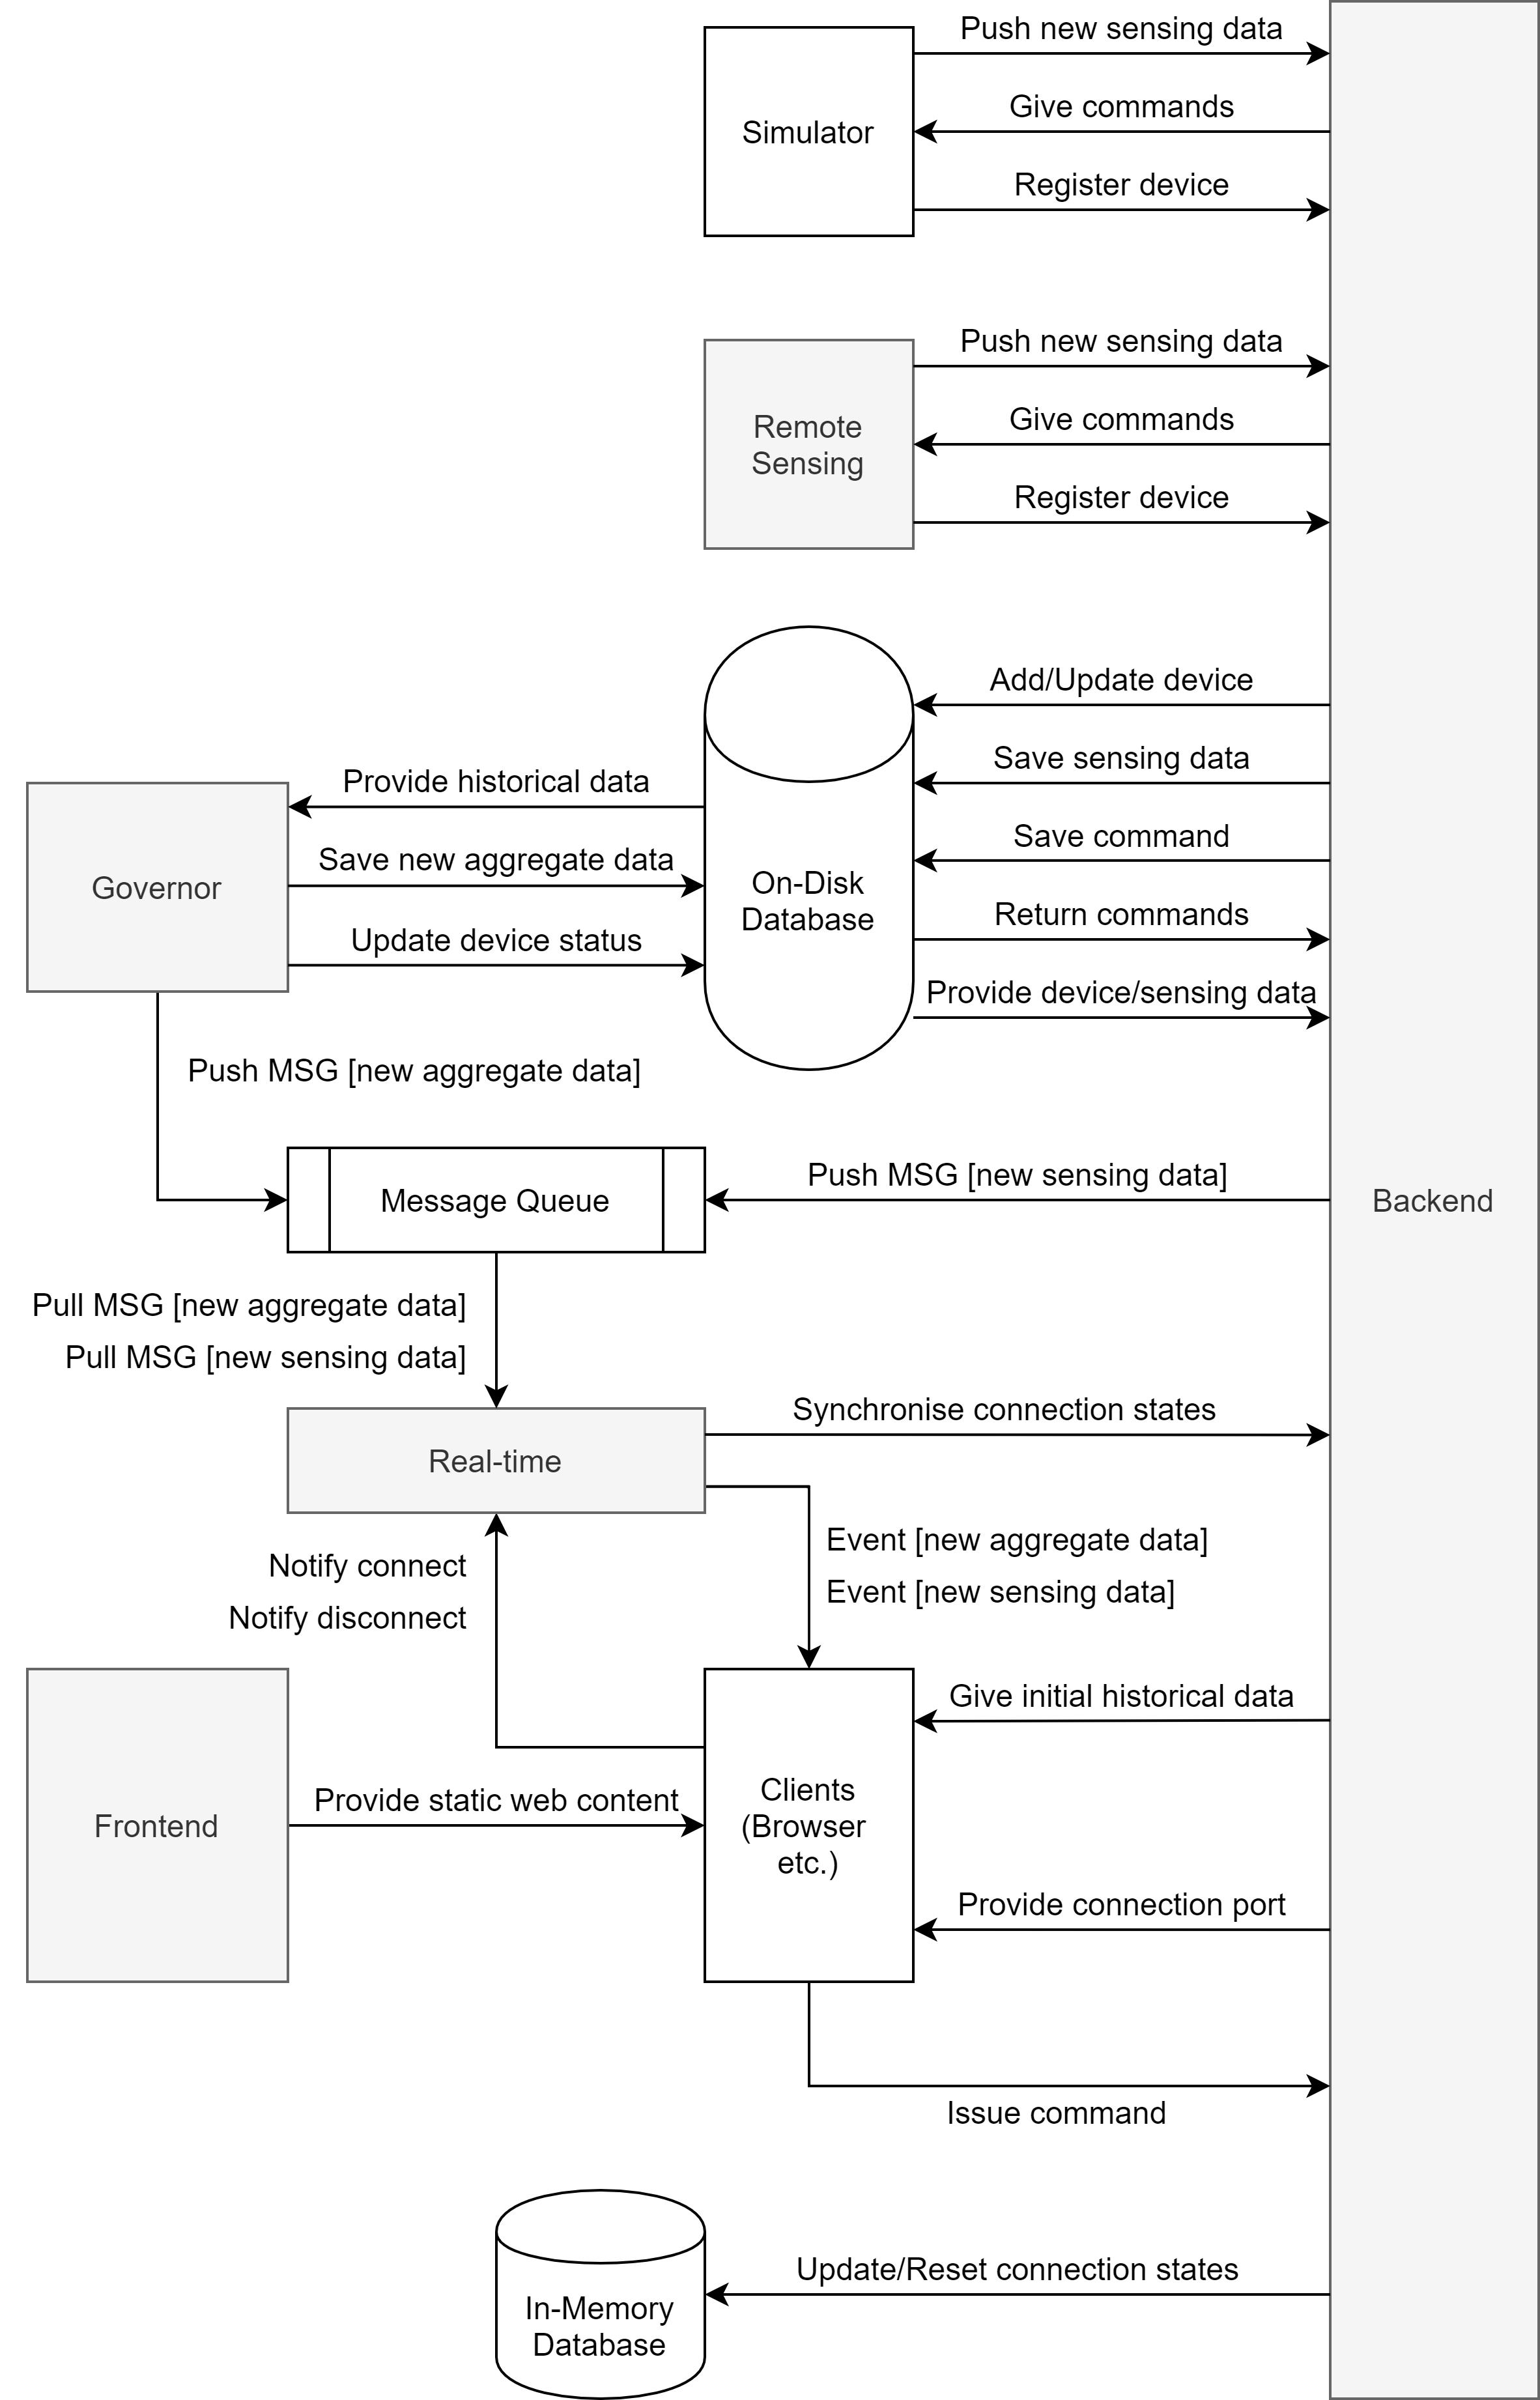 Push new sensing data
Give commands
Simulator
Register device
Push new sensing data
Give commands
Remote
Sensing
Register device
Add/Update device
Save sensing data
Provide historical data
Save command
Save new aggregate data
Governor
On-Disk
Database
Return commands
Update device status
Provide device/sensing data
Push MSG [new aggregate data]
Push MSG [new sensing data]
Message Queue
Backend
Pull MSG [new aggregate data]
Pull MSG [new sensing data]
Synchronise connection states
Real-time
Event [new aggregate data]
Notify connect
Event [new sensing data]
Notify disconnect
Give initial historical data
Clients
(Browser
etc.)
Provide static web content
Frontend
Provide connection port
Issue command
Update/Reset connection states
In-Memory
Database